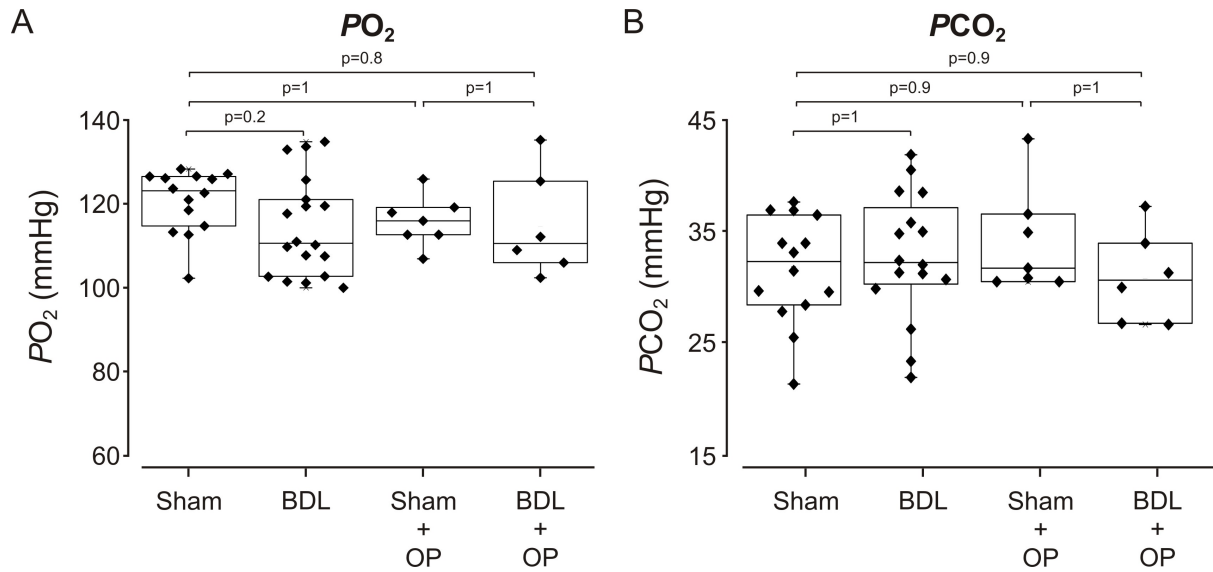 A
PO₂
p=0.8
p=1
p=1
p=0.2
PO₂ (mmHg)
140
120
100
80
60
Sham
BDL
Sham
+
OP
BDL
+
OP
B
PCO₂
p=0.9
p=0.9
p=1
p=1
PCO₂ (mmHg)
45
35
25
15
Sham
BDL
Sham
+
OP
BDL
+
OP